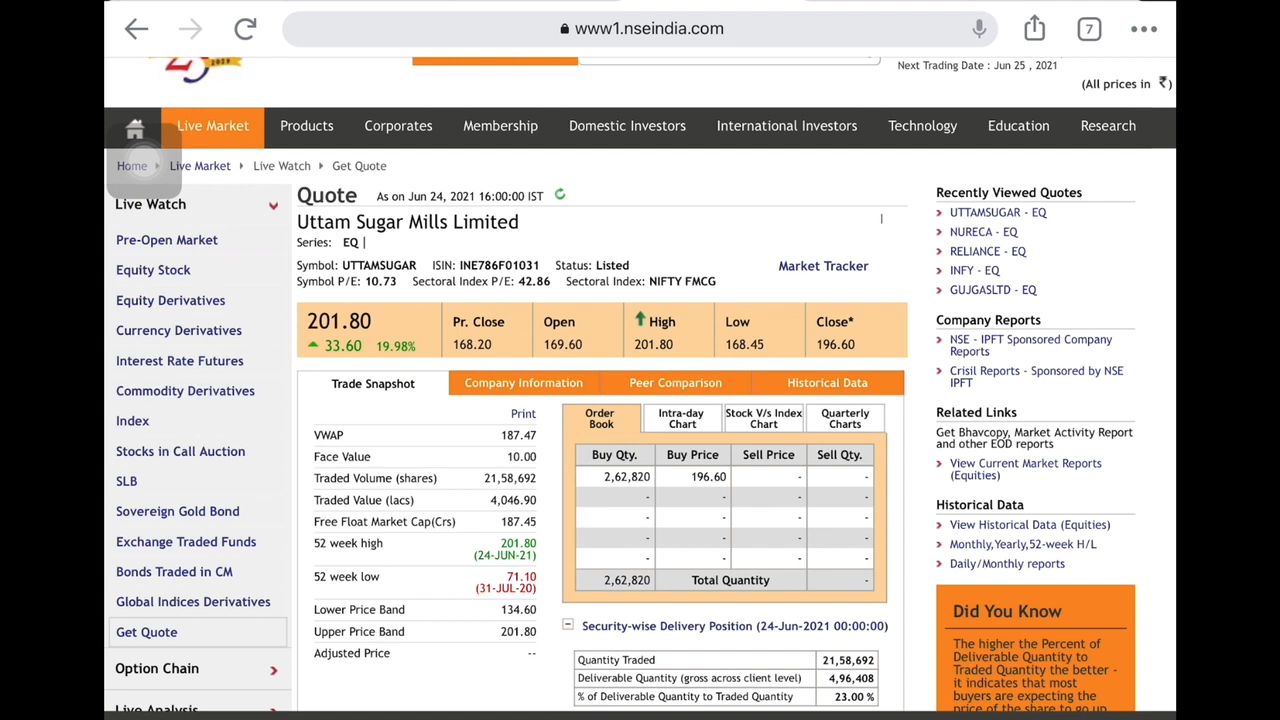 www1.nseindia.com
7
Next Trading Date : Jun 25 , 2021
(All prices in ₹)
Live Market Products Corporates Membership Domestic Investors International Investors Technology Education Research
Home Live Market Live Watch Get Quote
Live Watch
Pre-Open Market
Equity Stock
Equity Derivatives
Currency Derivatives
Interest Rate Futures
Commodity Derivatives
Index
Stocks in Call Auction
SLB
Sovereign Gold Bond
Exchange Traded Funds
Bonds Traded in CM
Global Indices Derivatives
Get Quote
Option Chain
Live Analysis
Quote As on Jun 24, 2021 16:00:00 IST
Uttam Sugar Mills Limited
Series: EQ |
Symbol: UTTAMSUGAR ISIN: INE786F01031 Status: Listed Market Tracker
Symbol P/E: 10.73 Sectoral Index P/E: 42.86 Sectoral Index: NIFTY FMCG
201.80 Pr. Close Open High Low Close*
33.60 19.98% 168.20 169.60 201.80 168.45 196.60
Trade Snapshot Company Information Peer Comparison Historical Data
Print
VWAP 187.47
Face Value 10.00
Traded Volume (shares) 21,58,692
Traded Value (lacs) 4,046.90
Free Float Market Cap(Crs) 187.45
52 week high 201.80
(24-JUN-21)
52 week low 71.10
(31-JUL-20)
Lower Price Band 134.60
Upper Price Band 201.80
Adjusted Price --
Order Book Intra-day Chart Stock V/s Index Chart Quarterly Charts
Buy Qty. Buy Price Sell Price Sell Qty.
2,62,820 196.60 - -
- - - -
- - - -
- - - -
- - - -
2,62,820 Total Quantity -
Security-wise Delivery Position (24-Jun-2021 00:00:00)
Quantity Traded 21,58,692
Deliverable Quantity (gross across client level) 4,96,408
% of Deliverable Quantity to Traded Quantity 23.00 %
Recently Viewed Quotes
UTTAMSUGAR - EQ
NURECA - EQ
RELIANCE - EQ
INFY - EQ
GUJGASLTD - EQ
Company Reports
NSE - IPFT Sponsored Company
Reports
Crisil Reports - Sponsored by NSE
IPFT
Related Links
Get Bhavcopy, Market Activity Report
and other EOD reports
View Current Market Reports
(Equities)
Historical Data
View Historical Data (Equities)
Monthly,Yearly,52-week H/L
Daily/Monthly reports
Did You Know
The higher the Percent of
Deliverable Quantity to
Traded Quantity the better -
it indicates that most
buyers are expecting the
price of the share to go up